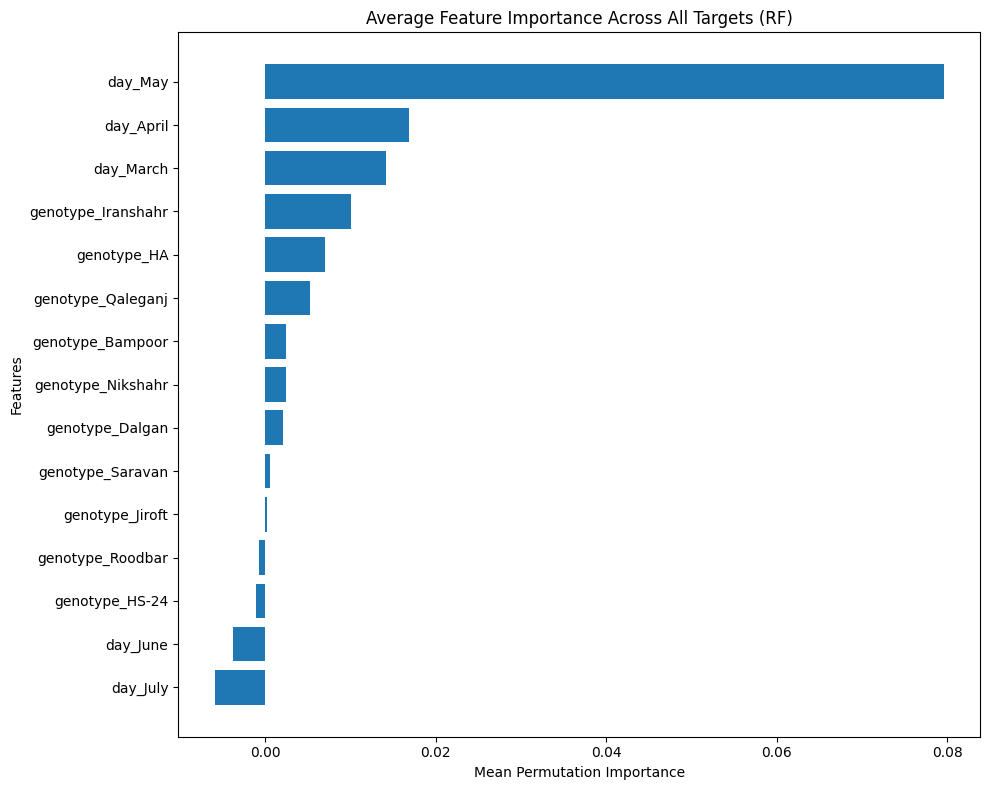 Average Feature Importance Across All Targets (RF)
day_May
day_April
day_March
genotype_Iranshahr
genotype_HA
genotype_Qaleganj
genotype_Bampoor
genotype_Nikshahr
genotype_Dalgan
genotype_Saravan
genotype_Jiroft
genotype_Roodbar
genotype_HS-24
day_June
day_July
Features
0.00 0.02 0.04 0.06 0.08
Mean Permutation Importance